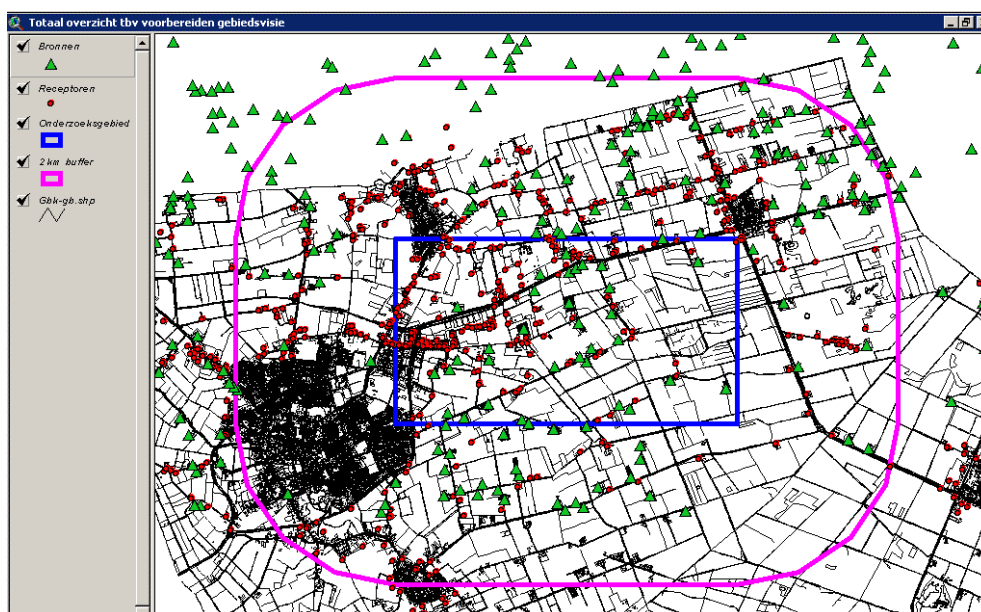 Totaal overzicht tbv voorbereiden gebiedsvisie
Bronnen
Receptoren
Onderzoeksgebied
2 km buffer
Gbk-gb.shp